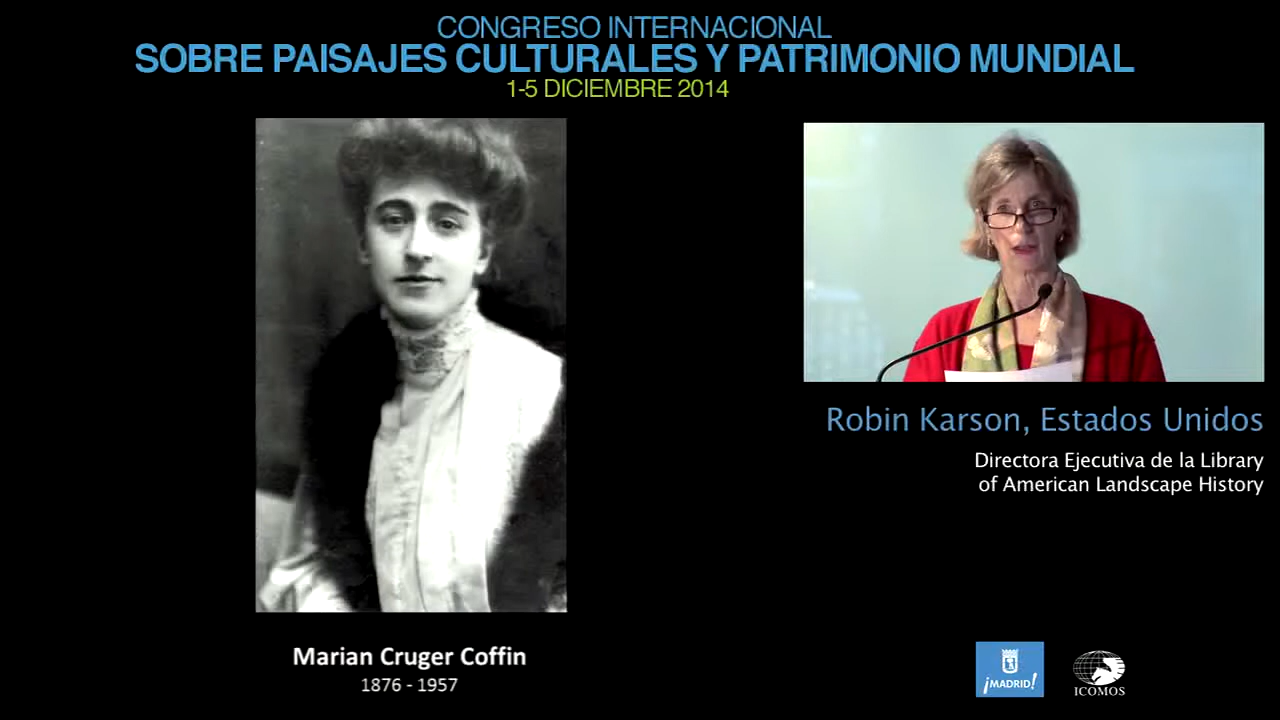 CONGRESO INTERNACIONAL
SOBRE PAISAJES CULTURALES Y PATRIMONIO MUNDIAL
1-5 DICIEMBRE 2014
Robin Karson, Estados Unidos
Directora Ejecutiva de la Library
of American Landscape History
Marian Cruger Coffin
1876 - 1957
¡MADRID!
ICOMOS